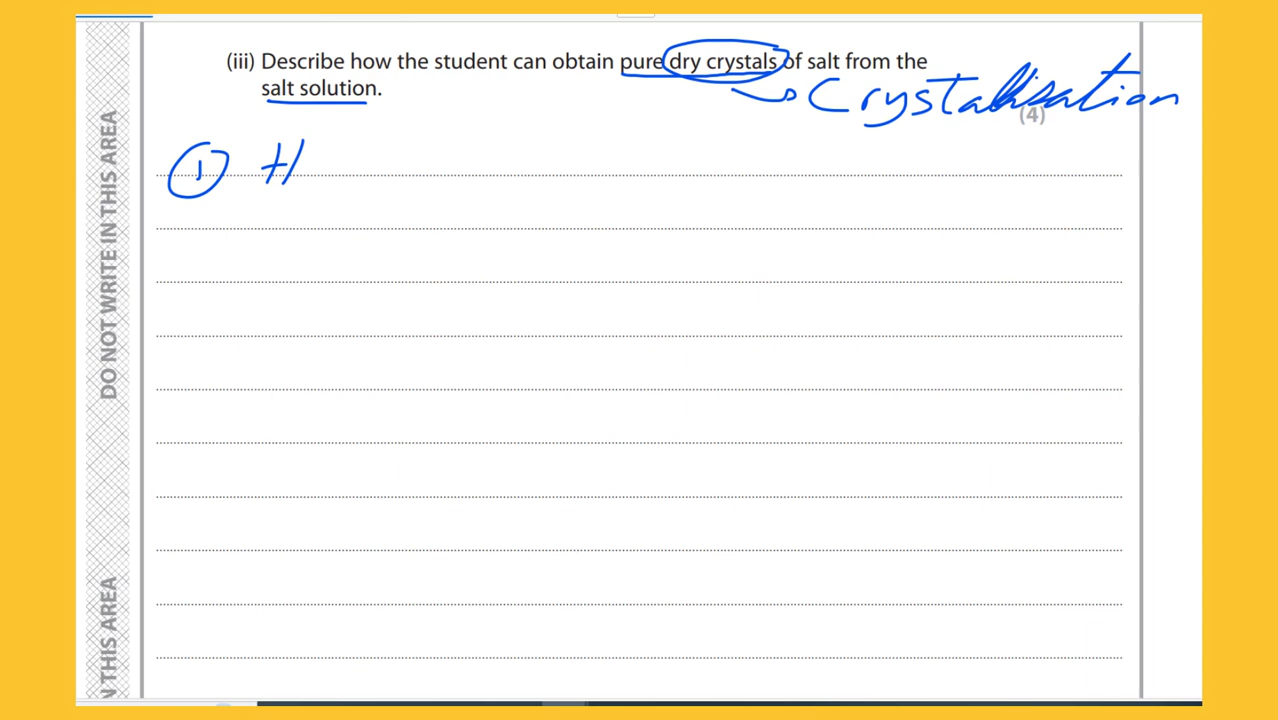 (iii) Describe how the student can obtain pure dry crystals of salt from the
salt solution.
Crystallisation
(4)
① H
DO NOT WRITE IN THIS AREA
N THIS AREA